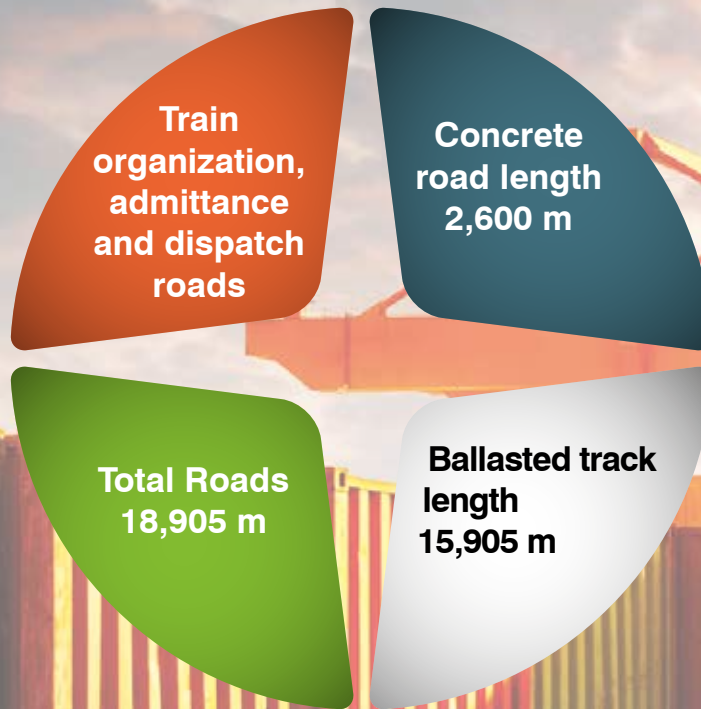 Train
organization,
admittance
and dispatch
roads
Concrete
road length
2,600 m
Total Roads
18,905 m
Ballasted track
length
15,905 m